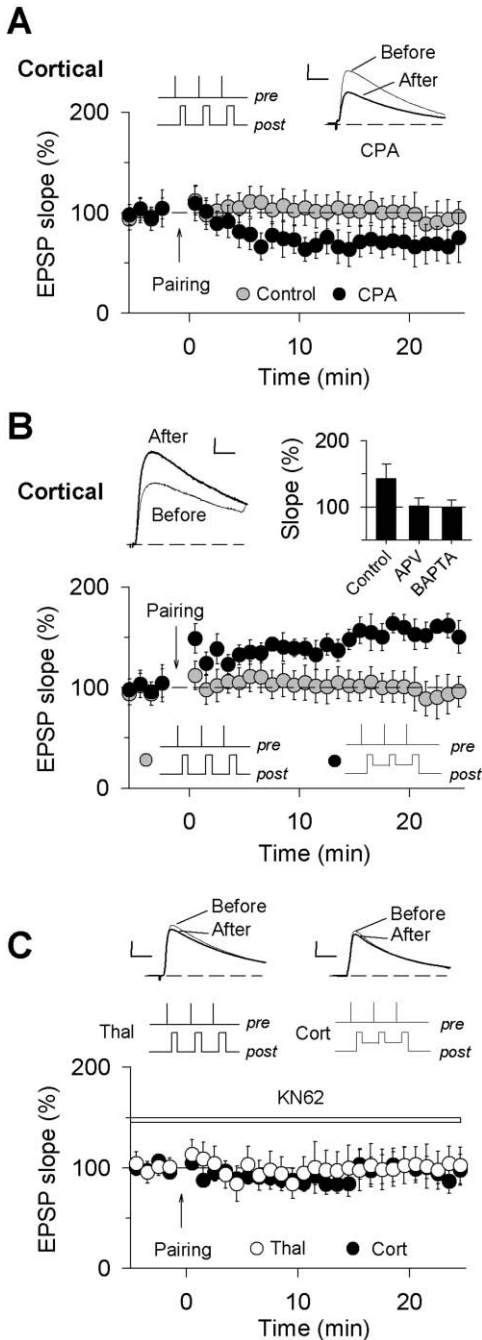 A
Cortical
pre
post
Before
After
CPA
200
100
0
EPSP slope (%)
Pairing
Control
CPA
0
10
20
Time (min)
B
Cortical
After
Before
200
100
Slope (%)
Control
APV
BAPTA
200
100
0
EPSP slope (%)
Pairing
pre
post
pre
post
0
10
20
Time (min)
C
Before
After
Before
After
Thal
pre
post
Cort
pre
post
200
100
0
EPSP slope (%)
KN62
Pairing
Thal
Cort
0
10
20
Time (min)